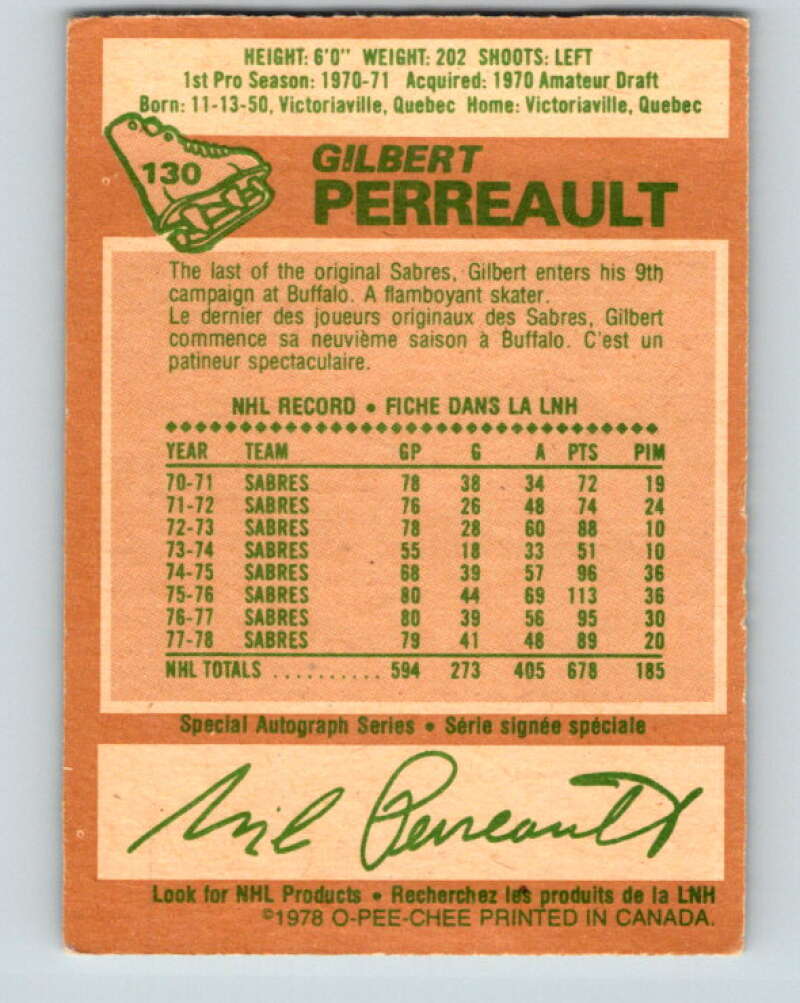 HEIGHT: 6'0" WEIGHT: 202 SHOOTS: LEFT
1st Pro Season: 1970-71 Acquired: 1970 Amateur Draft
Born: 11-13-50, Victoriaville, Quebec Home: Victoriaville, Quebec
130
GILBERT
PERREAULT
The last of the original Sabres, Gilbert enters his 9th
campaign at Buffalo. A flamboyant skater.
Le dernier des joueurs originaux des Sabres, Gilbert
commence sa neuvième saison à Buffalo. C'est un
patineur spectaculaire.
NHL RECORD • FICHE DANS LA LNH
YEAR TEAM GP G A PTS PIM
70-71 SABRES 78 38 34 72 19
71-72 SABRES 76 26 48 74 24
72-73 SABRES 78 28 60 88 10
73-74 SABRES 55 18 33 51 10
74-75 SABRES 68 39 57 96 36
75-76 SABRES 80 44 69 113 36
76-77 SABRES 80 39 56 95 30
77-78 SABRES 79 41 48 89 20
NHL TOTALS .......... 594 273 405 678 185
Special Autograph Series • Série signée spéciale
Gil Perreault
Look for NHL Products • Recherchez les produits de la LNH
©1978 O-PEE-CHEE PRINTED IN CANADA.